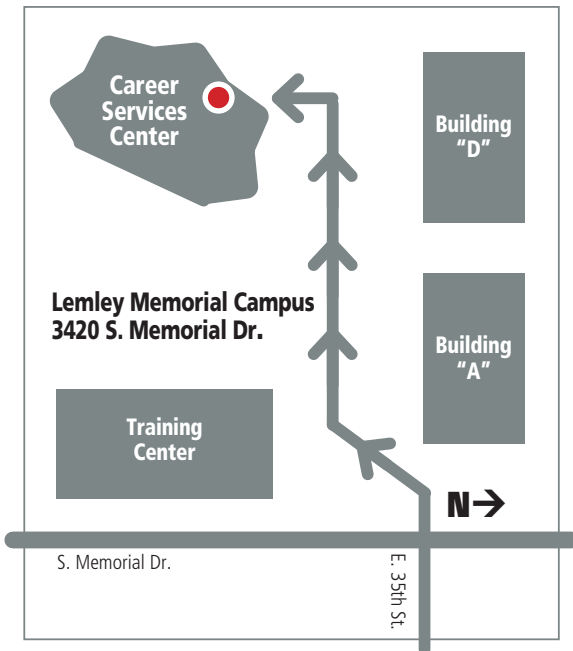 Career
Services
Center
Building
"D"
Lemley Memorial Campus
3420 S. Memorial Dr.
Building
"A"
Training
Center
N→
S. Memorial Dr.
E. 35th St.